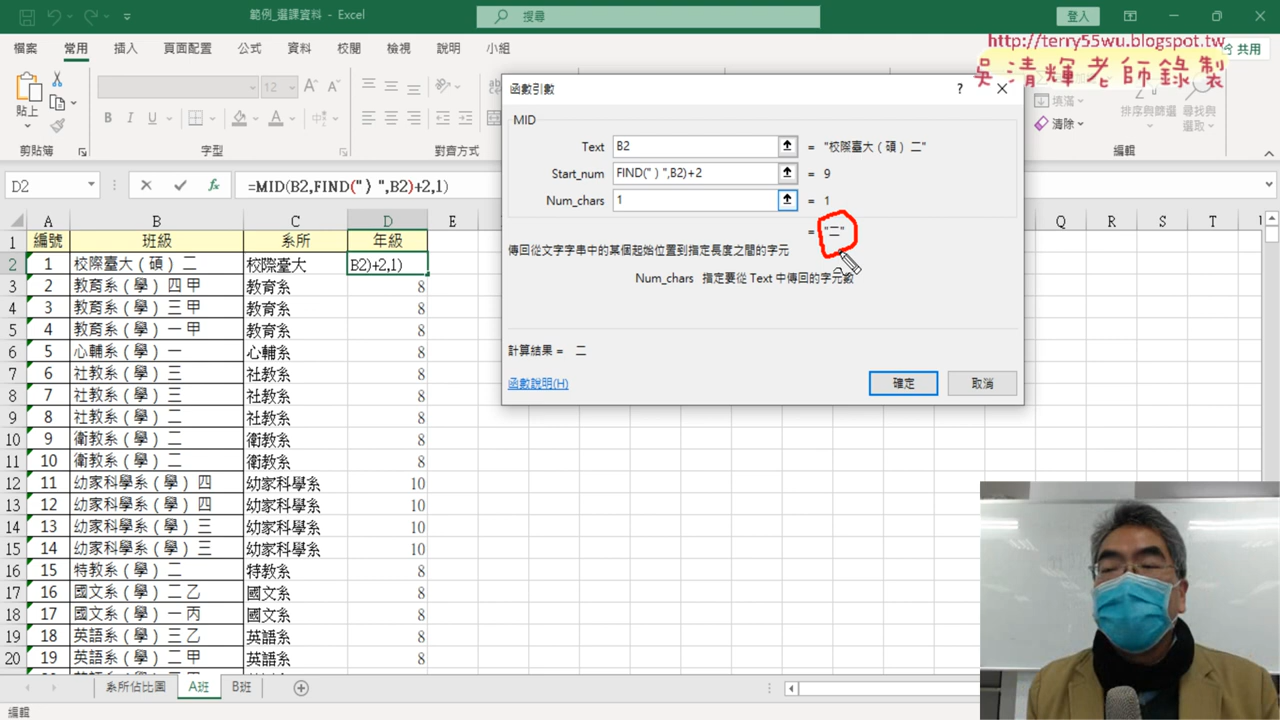 範例_選課資料 - Excel
搜尋
登入
檔案 常用 插入 頁面配置 公式 資料 校閱 檢視 說明 小組
共用
http://terry55wu.blogspot.tw
吳清輝老師錄製
貼上
12
B I U A
填滿
清除
排序與篩選 尋找與選取
剪貼簿 字型 對齊方式 編輯
D2
=MID(B2,FIND("）",B2)+2,1)
函數引數
MID
Text B2 = "校際臺大（碩） 二"
Start_num FIND("）",B2)+2 = 9
Num_chars 1 = 1
= "二"
傳回從文字字串中的某個起始位置到指定長度之間的字元
Num_chars 指定要從 Text 中傳回的字元數
計算結果 = 二
函數說明(H)
確定 取消
A B C D E Q R S T
1 編號 班級 系所 年級
2 1 校際臺大（碩） 二 校際臺大 B2)+2,1)
3 2 教育系（學） 四 甲 教育系 8
4 3 教育系（學） 三 甲 教育系 8
5 4 教育系（學） 一 甲 教育系 8
6 5 心輔系（學） 一 心輔系 8
7 6 社教系（學） 三 社教系 8
8 7 社教系（學） 三 社教系 8
9 8 社教系（學） 二 社教系 8
10 9 衛教系（學） 二 衛教系 8
11 10 衛教系（學） 二 衛教系 8
12 11 幼家科學系（學） 四 幼家科學系 10
13 12 幼家科學系（學） 四 幼家科學系 10
14 13 幼家科學系（學） 三 幼家科學系 10
15 14 幼家科學系（學） 三 幼家科學系 10
16 15 特教系（學） 二 特教系 8
17 16 國文系（學） 二 乙 國文系 8
18 17 國文系（學） 一 丙 國文系 8
19 18 英語系（學） 三 乙 英語系 8
20 19 英語系（學） 二 甲 英語系 8
系所佔比圖 A班 B班
編輯